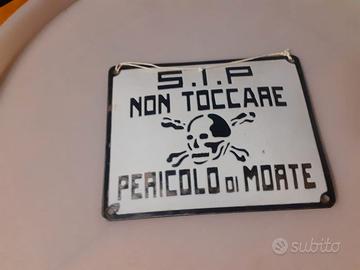 S.I.P
NON TOCCARE
PERICOLO DI MORTE
subito